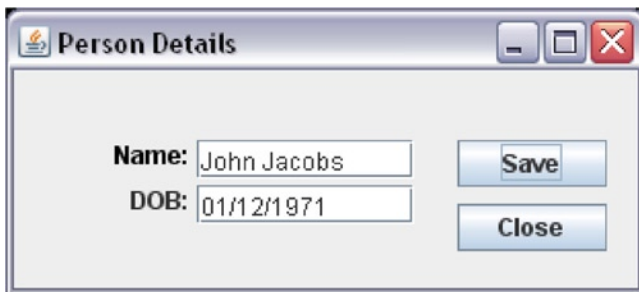 Person Details
Name: John Jacobs
Save
DOB: 01/12/1971
Close